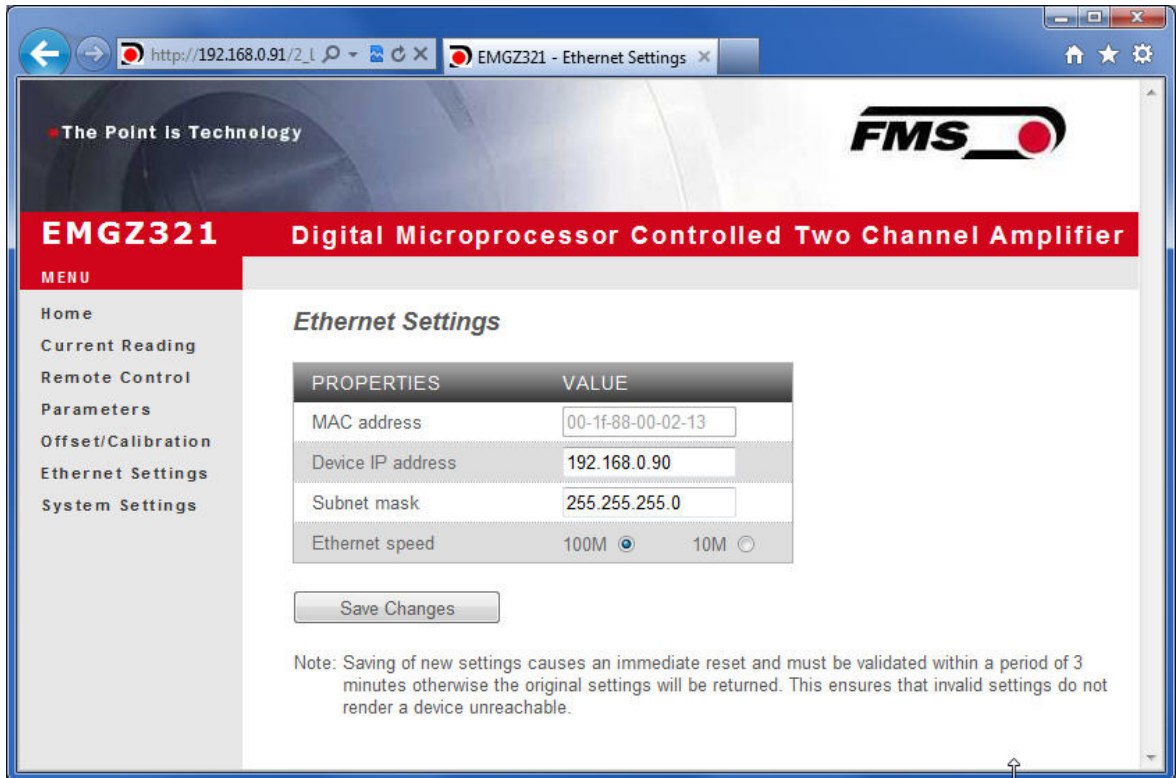 http://192.168.0.91/2_L
EMGZ321 - Ethernet Settings
The Point is Technology
FMS
EMGZ321
Digital Microprocessor Controlled Two Channel Amplifier
MENU
Home
Current Reading
Remote Control
Parameters
Offset/Calibration
Ethernet Settings
System Settings
Ethernet Settings
PROPERTIES VALUE
MAC address 00-1f-88-00-02-13
Device IP address 192.168.0.90
Subnet mask 255.255.255.0
Ethernet speed 100M 10M
Save Changes
Note: Saving of new settings causes an immediate reset and must be validated within a period of 3
minutes otherwise the original settings will be returned. This ensures that invalid settings do not
render a device unreachable.